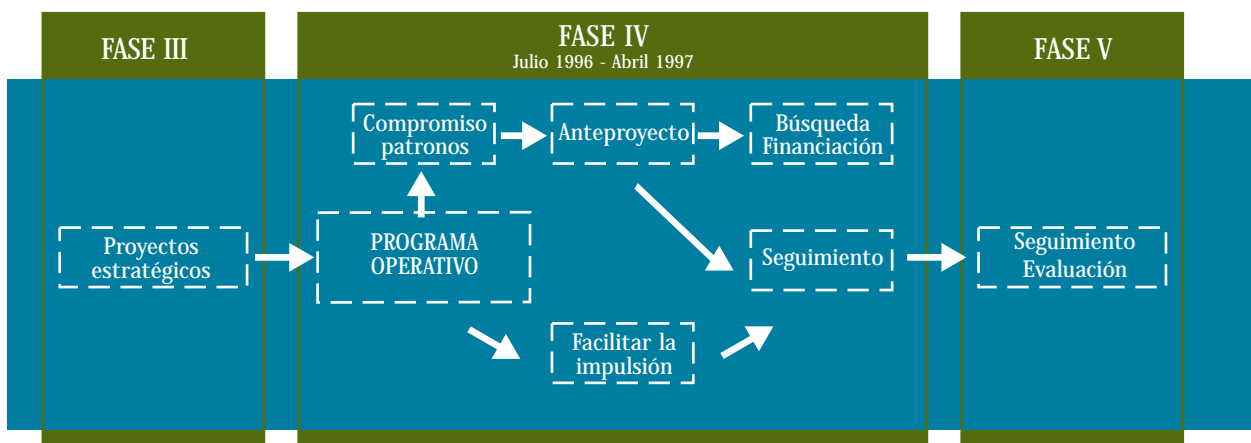 FASE III
FASE IV
Julio 1996 - Abril 1997
FASE V
Compromiso
patronos
Anteproyecto
Búsqueda
Financiación
Proyectos
estratégicos
PROGRAMA
OPERATIVO
Seguimiento
Seguimiento
Evaluación
Facilitar la
impulsión